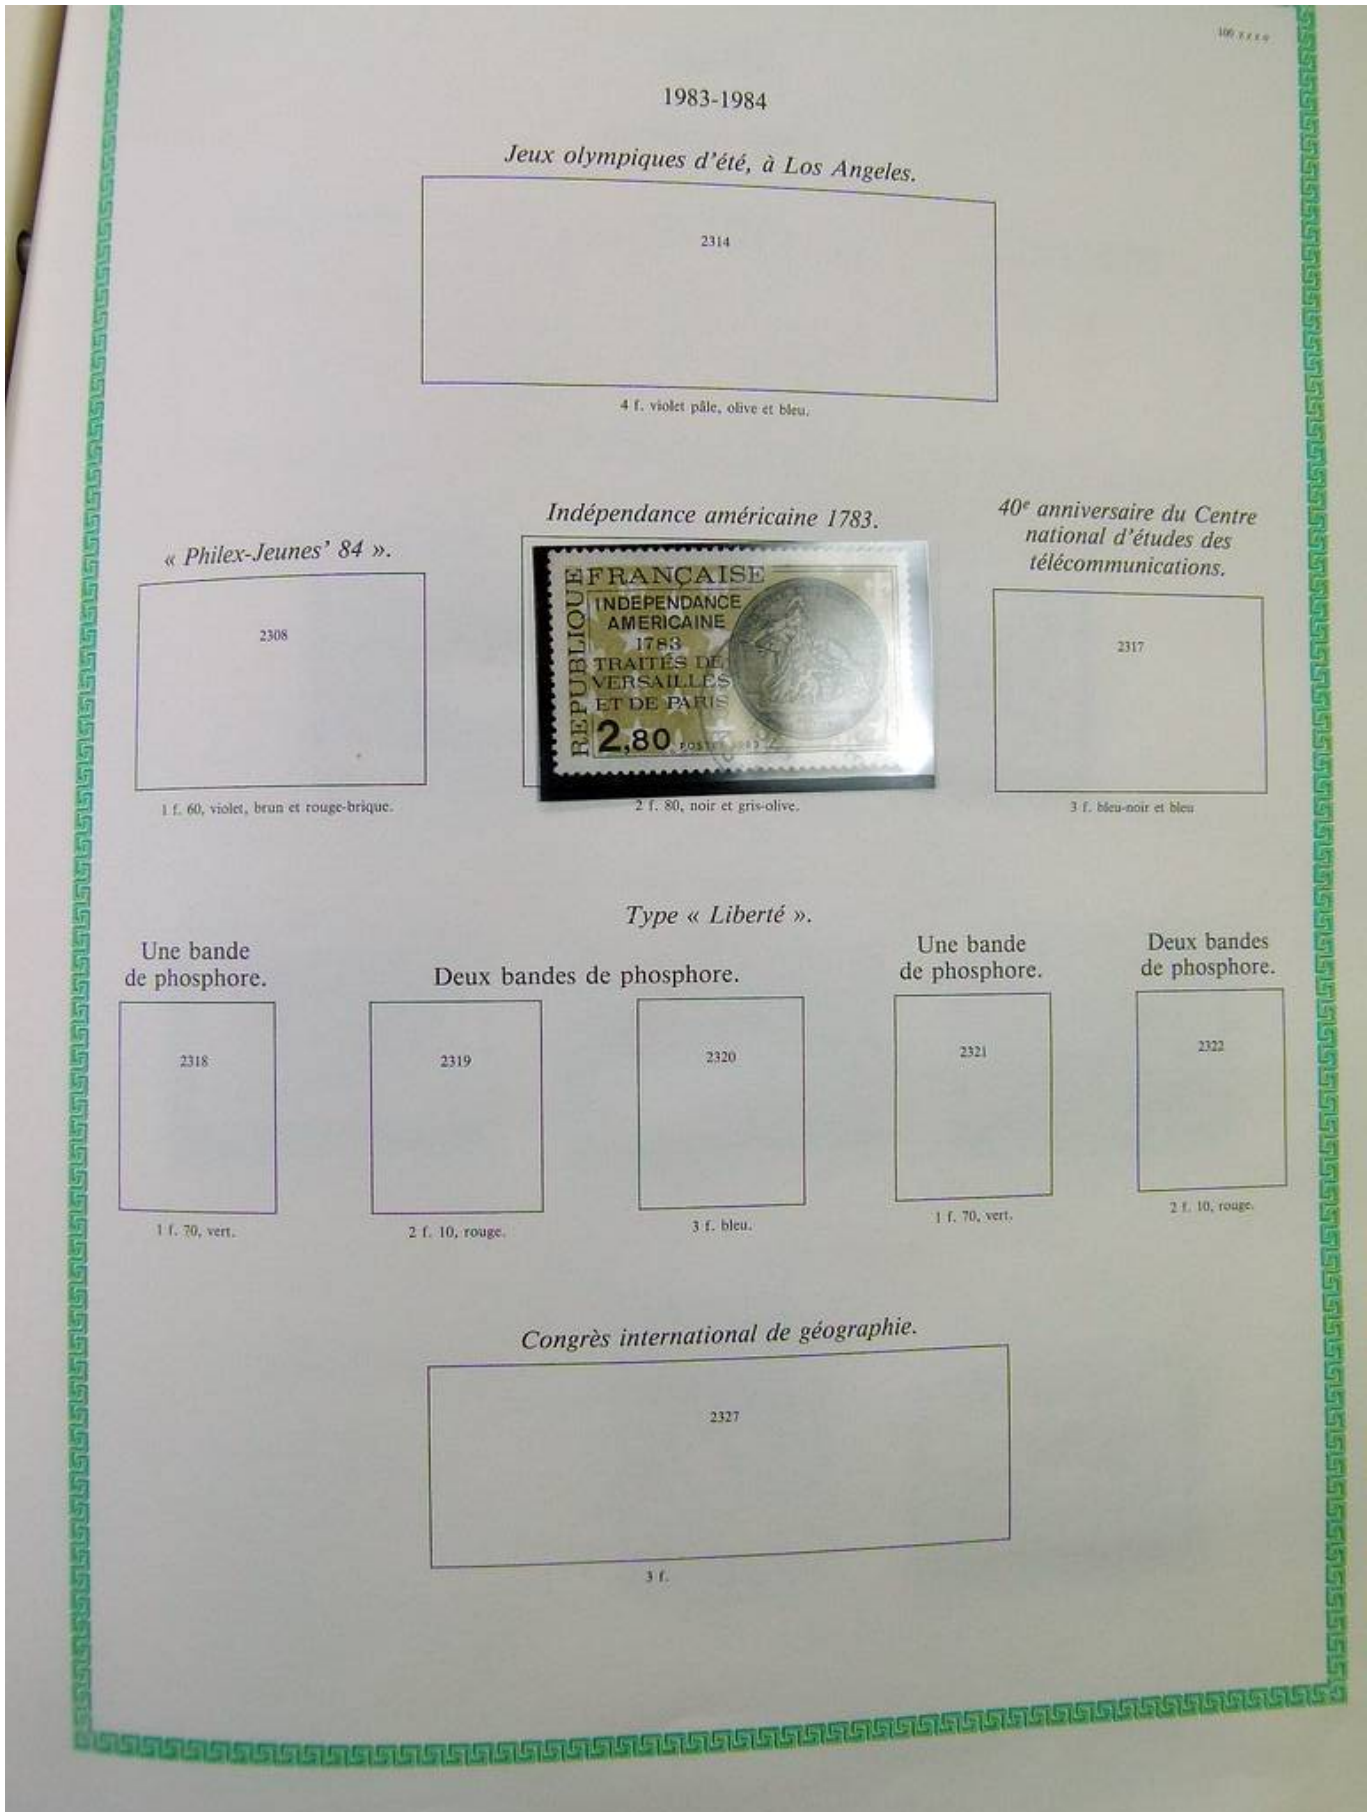 1983-1984
Jeux olympiques d'été, à Los Angeles.
2314
4 f. violet pâle, olive et bleu.
« Philex-Jeunes' 84 ».
2308
1 f. 60, violet, brun et rouge-brique.
Indépendance américaine 1783.
REPUBLIQUE
FRANÇAISE
INDEPENDANCE
AMERICAINE
1783
TRAITÉS DE
VERSAILLES
ET DE PARIS
2,80
2 f. 80, noir et gris-olive.
40e anniversaire du Centre
national d'études des
télécommunications.
2317
3 f. bleu-noir et bleu
Type « Liberté ».
Une bande
de phosphore.
2318
1 f. 70, vert.
Deux bandes de phosphore.
2319
2 f. 10, rouge.
2320
3 f. bleu.
Une bande
de phosphore.
2321
1 f. 70, vert.
Deux bandes
de phosphore.
2322
2 f. 10, rouge.
Congrès international de géographie.
2327
3 f.